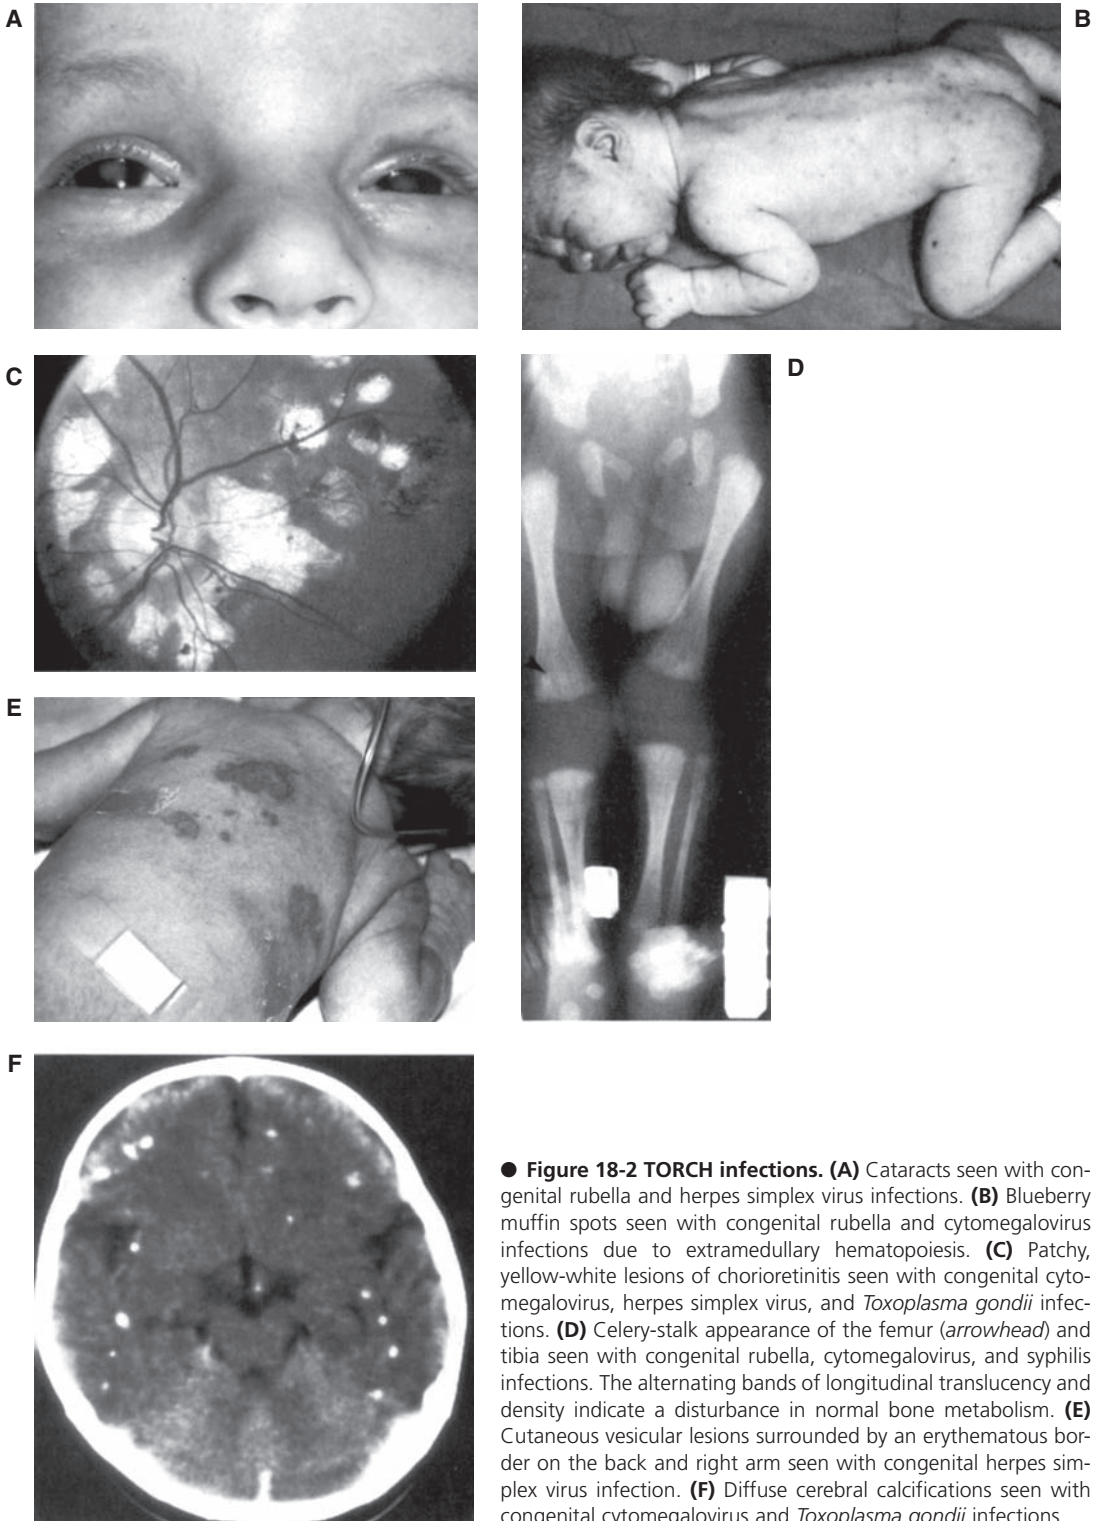 A
B
C
D
E
F
● Figure 18-2 TORCH infections. (A) Cataracts seen with con-
genital rubella and herpes simplex virus infections. (B) Blueberry
muffin spots seen with congenital rubella and cytomegalovirus
infections due to extramedullary hematopoiesis. (C) Patchy,
yellow-white lesions of chorioretinitis seen with congenital cyto-
megalovirus, herpes simplex virus, and Toxoplasma gondii infec-
tions. (D) Celery-stalk appearance of the femur (arrowhead) and
tibia seen with congenital rubella, cytomegalovirus, and syphilis
infections. The alternating bands of longitudinal translucency and
density indicate a disturbance in normal bone metabolism. (E)
Cutaneous vesicular lesions surrounded by an erythematous bor-
der on the back and right arm seen with congenital herpes sim-
plex virus infection. (F) Diffuse cerebral calcifications seen with
congenital cytomegalovirus and Toxoplasma gondii infections.